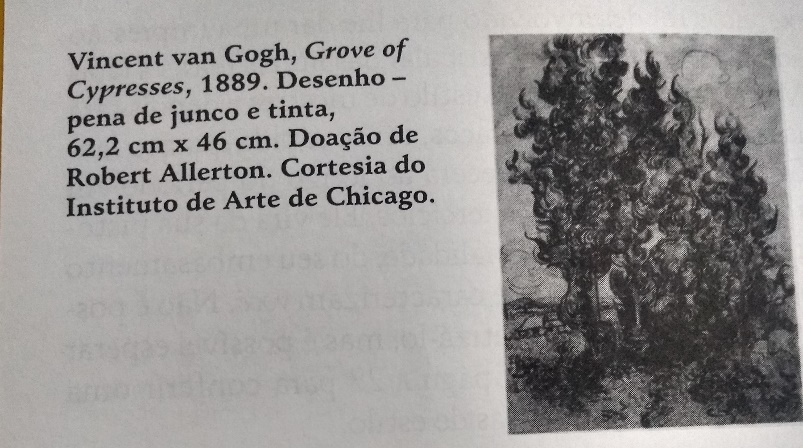 Vincent van Gogh, Grove of
Cypresses, 1889. Desenho –
pena de junco e tinta,
62,2 cm x 46 cm. Doação de
Robert Allerton. Cortesia do
Instituto de Arte de Chicago.